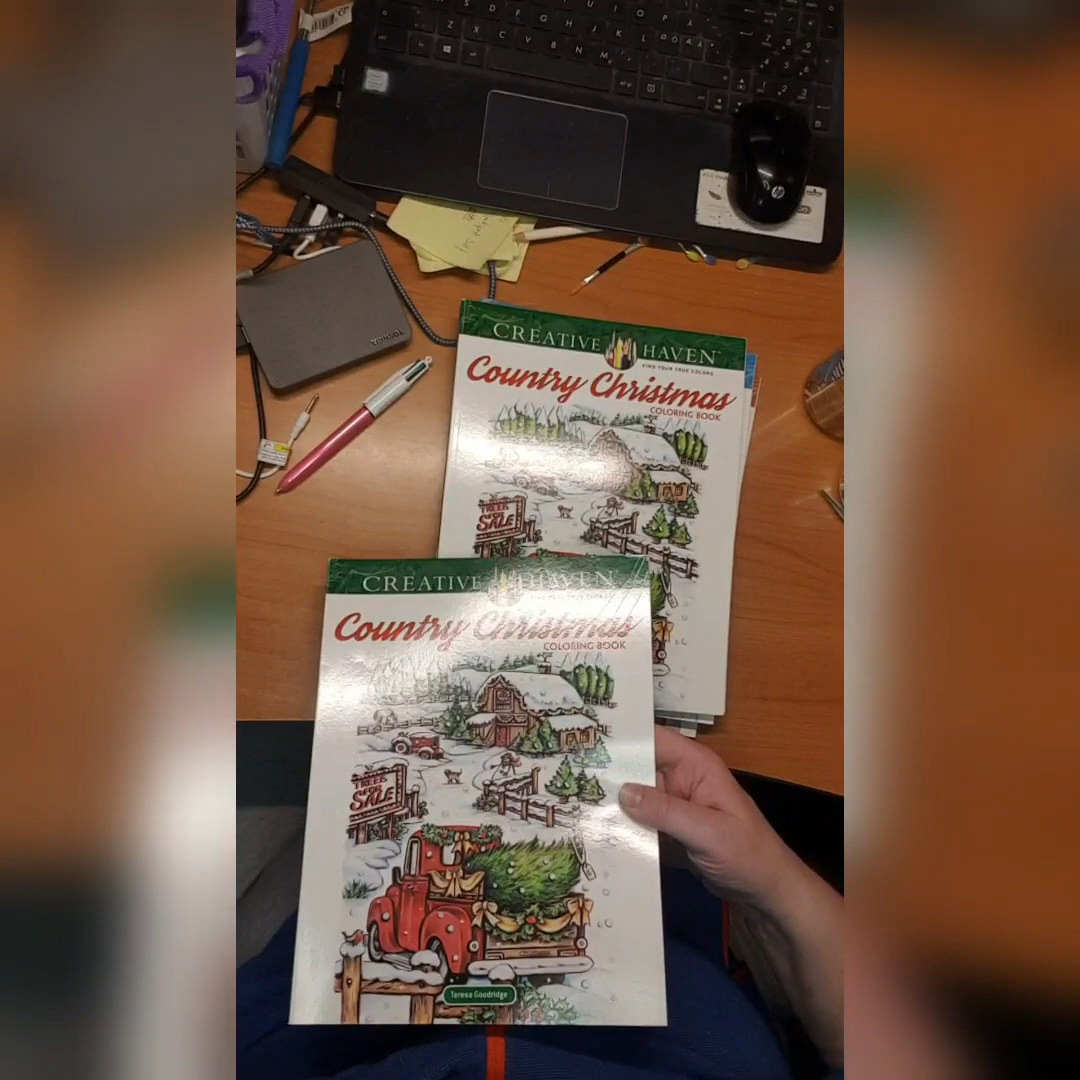 CREATIVE HAVEN
FIND YOUR TRUE COLORS
Country Christmas
COLORING BOOK
TREES
FOR
SALE
CREATIVE HAVEN
Country Christmas
COLORING BOOK
TREES
FOR
SALE
Teresa Goodridge
TOSHIBA
hp